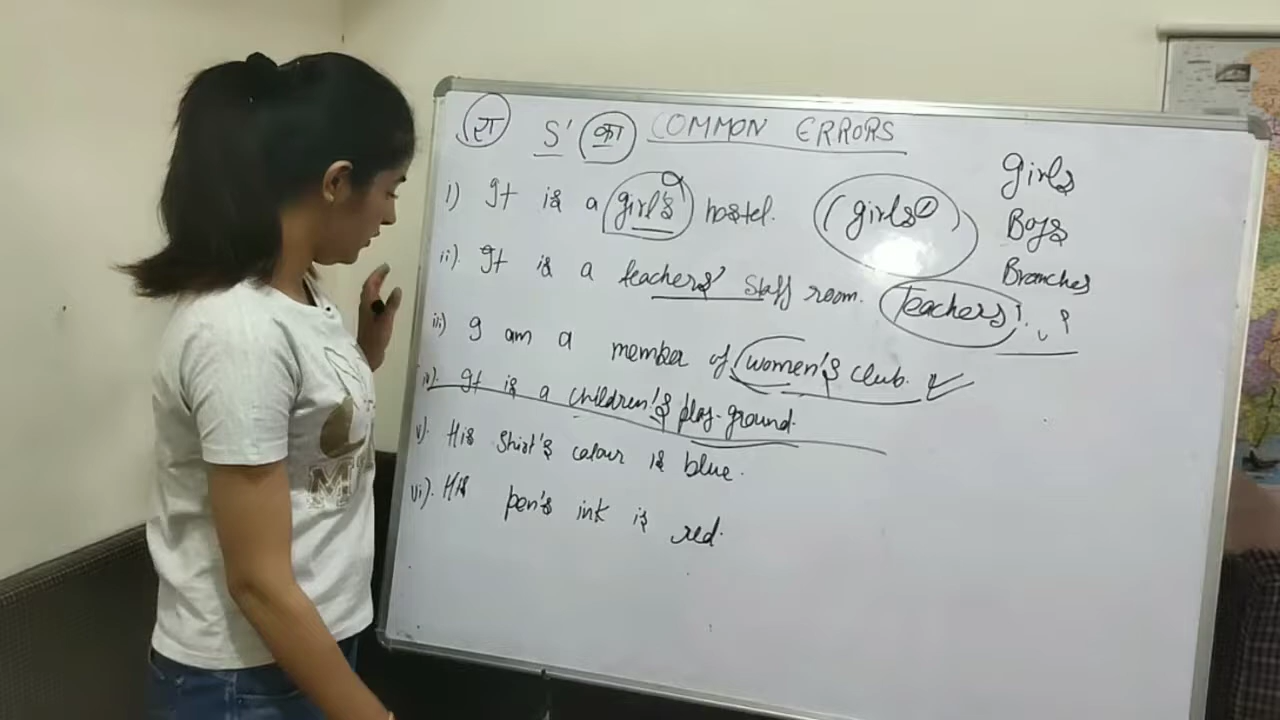 रा S' का COMMON ERRORS
i) It is a girl's hostel. (girls')
ii). It is a teachers' staff room. Teachers'.
iii) I am a member of women's club.
iv). It is a children's play-ground.
v). His shirt's colour is blue.
vi). His pen's ink is red.
Girls
Boys
Branches